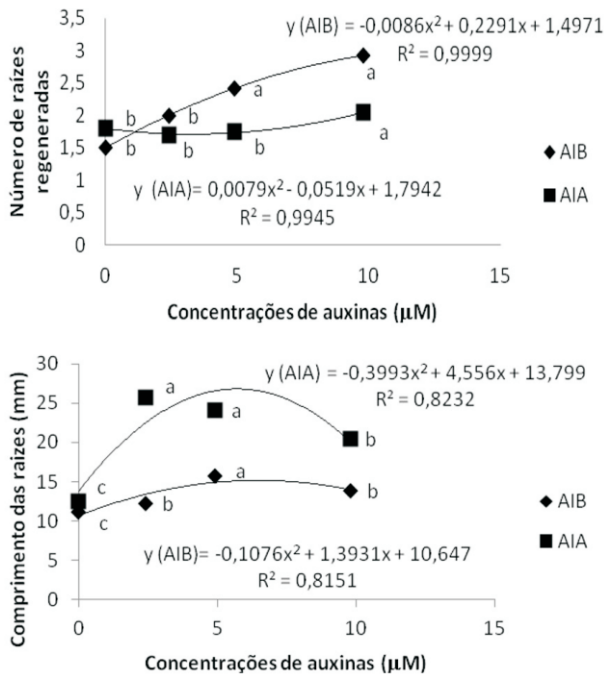 y (AIB) = -0,0086x² + 0,2291x + 1,4971
R² = 0,9999
Número de raízes
regeneradas
3,5
3
2,5
2
1,5
1
0,5
0
b
b
b
b
a
b
a
a
AIB
AIA
y (AIA)= 0,0079x²- 0,0519x + 1,7942
R² = 0,9945
0
5
10
15
Concentrações de auxinas (μM)
Comprimento das raizes (mm)
30
25
20
15
10
5
0
y (AIA) = -0,3993x² + 4,556x + 13,799
R² = 0,8232
a
a
b
c
a
b
b
c
AIB
AIA
y (AIB)= -0,1076x² + 1,3931x + 10,647
R² = 0,8151
0
5
10
15
Concentrações de auxinas (μM)